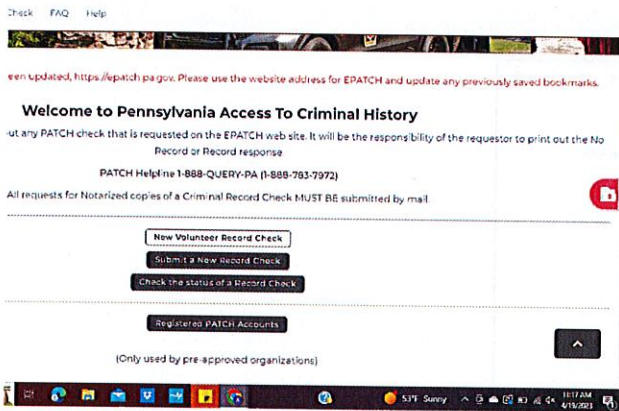 Check FAQ Help
een updated, https://epatch.pa.gov. Please use the website address for EPATCH and update any previously saved bookmarks.
Welcome to Pennsylvania Access To Criminal History
ut any PATCH check that is requested on the EPATCH web site. It will be the responsibility of the requestor to print out the No
Record or Record response
PATCH Helpline 1-888-QUERY-PA (1-888-783-7972)
All requests for Notarized copies of a Criminal Record Check MUST BE submitted by mail.
New Volunteer Record Check
Submit a New Record Check
Check the status of a Record Check
Registered PATCH Accounts
(Only used by pre-approved organizations)
53°F Sunny
11:17 AM
4/19/2023